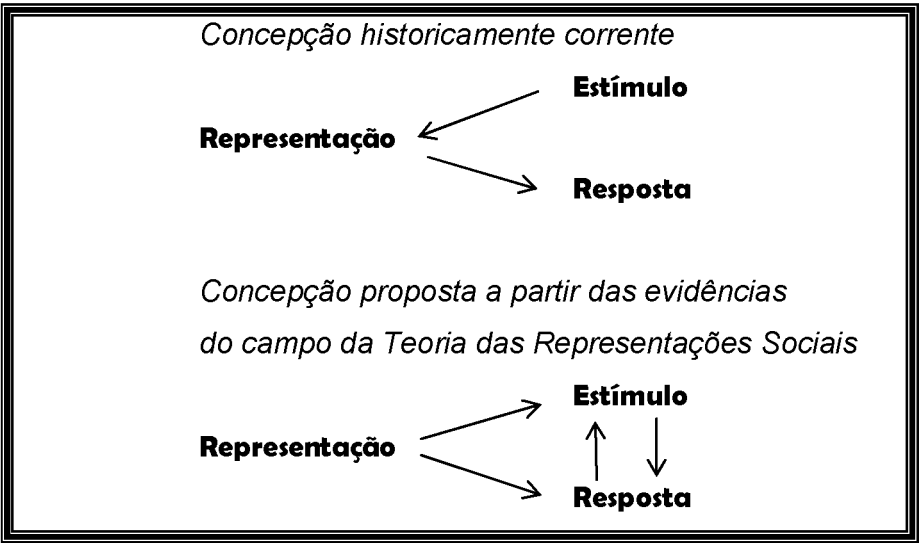 Concepção historicamente corrente
Estímulo
Representação
Resposta
Concepção proposta a partir das evidências
do campo da Teoria das Representações Sociais
Estímulo
Representação
Resposta